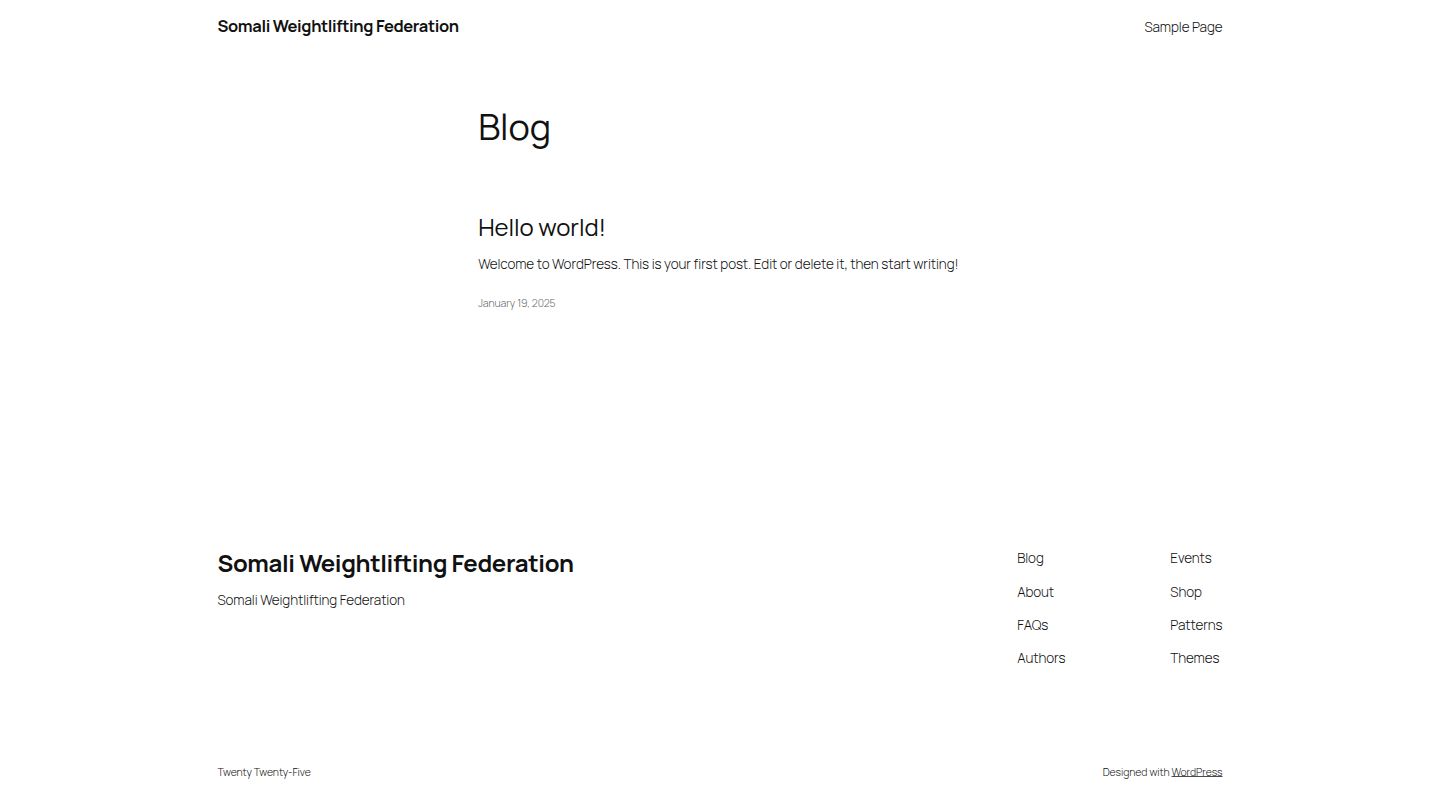 Somali Weightlifting Federation
Sample Page
Blog
Hello world!
Welcome to WordPress. This is your first post. Edit or delete it, then start writing!
January 19, 2025
Somali Weightlifting Federation
Somali Weightlifting Federation
Blog
About
FAQs
Authors
Events
Shop
Patterns
Themes
Twenty Twenty-Five
Designed with WordPress